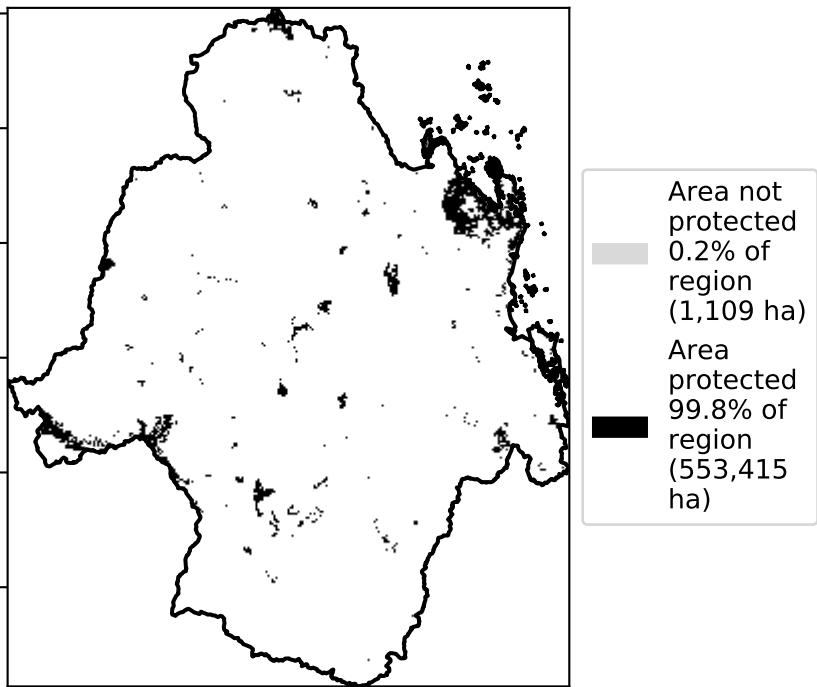 Area not
protected
0.2% of
region
(1,109 ha)
Area
protected
99.8% of
region
(553,415
ha)